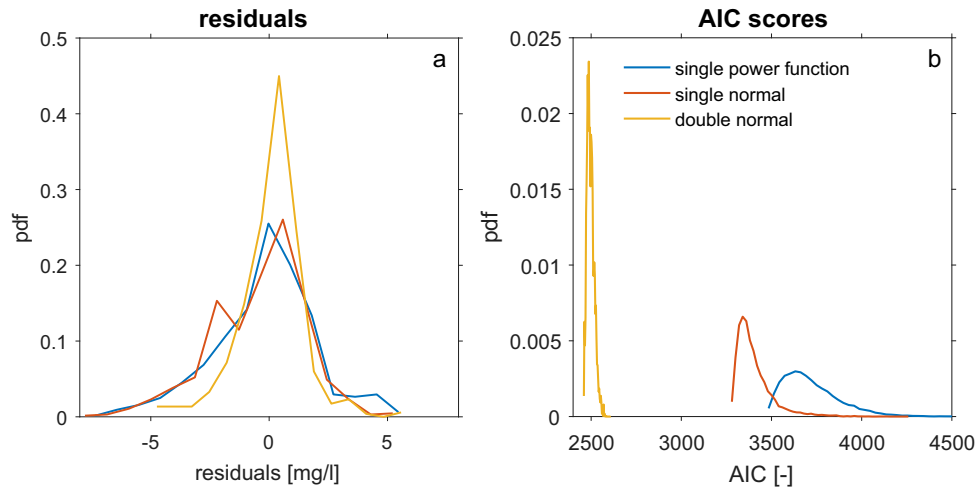 residuals
a
pdf
0.5
0.4
0.3
0.2
0.1
0
-5
0
5
residuals [mg/l]
AIC scores
b
single power function
single normal
double normal
pdf
0.025
0.02
0.015
0.01
0.005
0
2500
3000
3500
4000
4500
AIC [-]